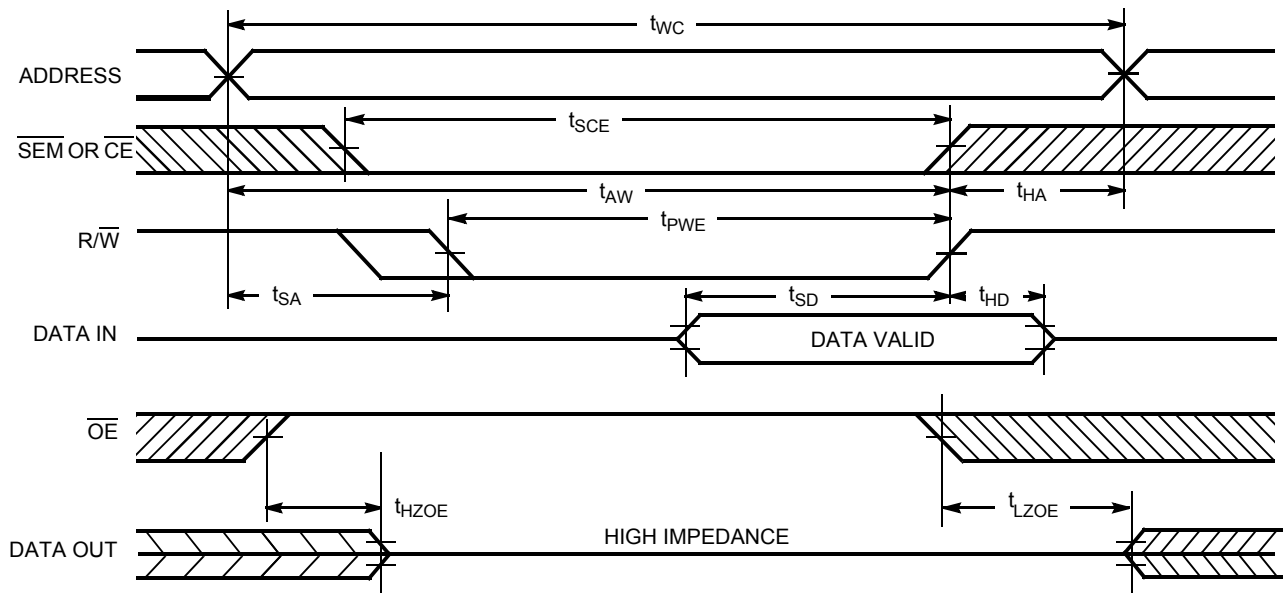 tWC
ADDRESS
tSCE
SEM OR CE
tAW
tHA
tPWE
R/W
tSA
tSD
tHD
DATA IN
DATA VALID
OE
tHZOE
tLZOE
DATA OUT
HIGH IMPEDANCE